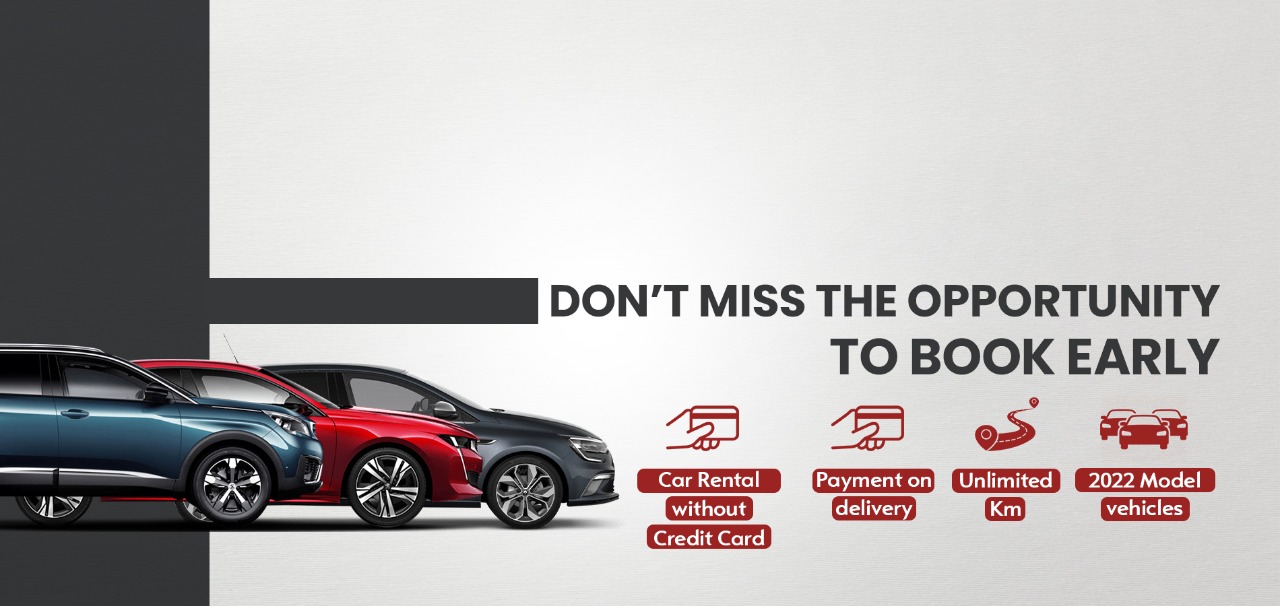 DON’T MISS THE OPPORTUNITY
TO BOOK EARLY
Car Rental
without
Credit Card
Payment on
delivery
Unlimited
Km
2022 Model
vehicles